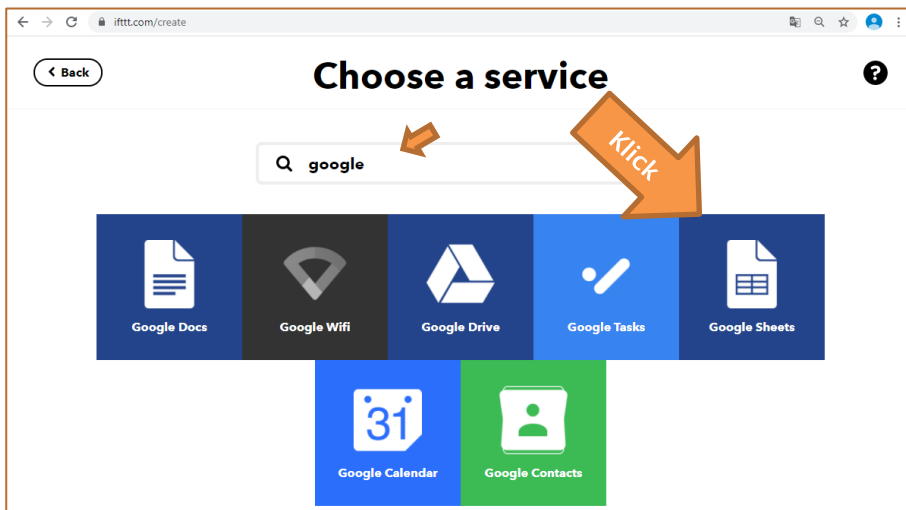 ifttt.com/create
Back
Choose a service
?
google
Klick
Google Docs
Google Wifi
Google Drive
Google Tasks
Google Sheets
31
Google Calendar
Google Contacts